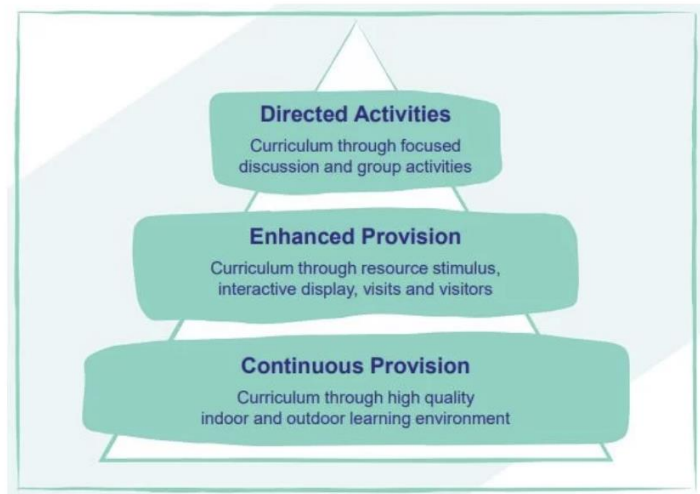 Directed Activities
Curriculum through focused
discussion and group activities
Enhanced Provision
Curriculum through resource stimulus,
interactive display, visits and visitors
Continuous Provision
Curriculum through high quality
indoor and outdoor learning environment